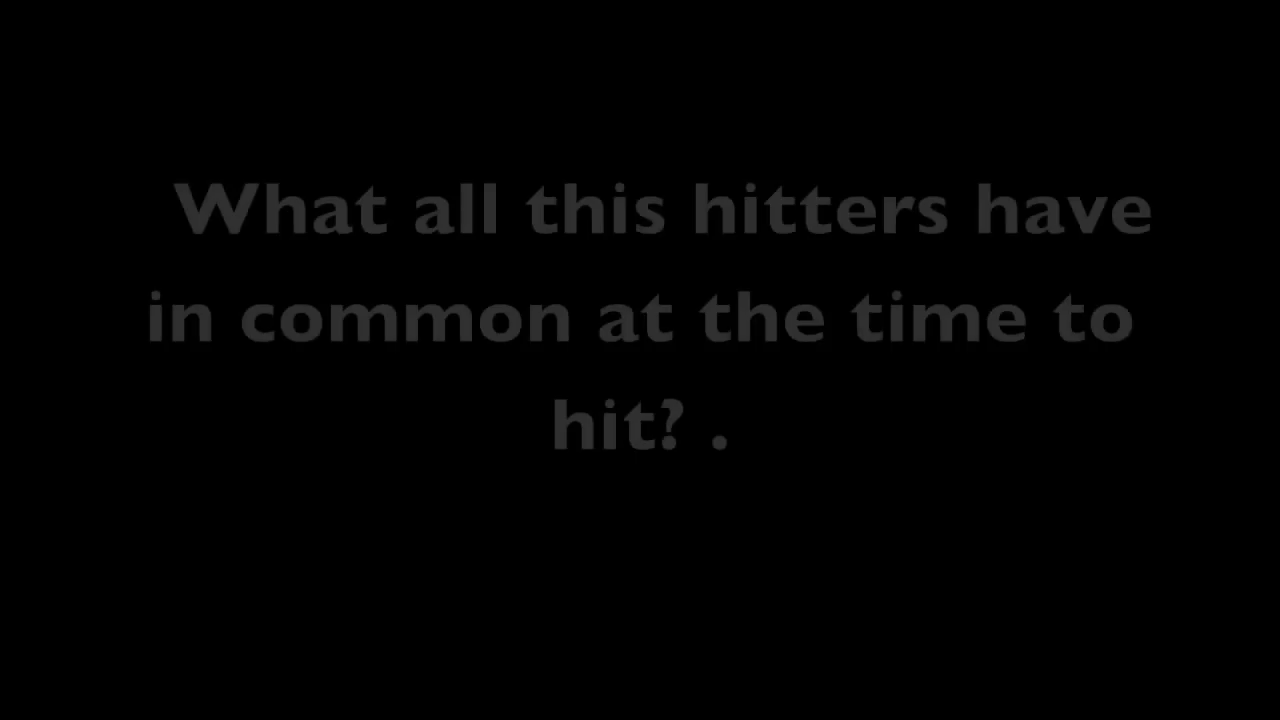 What all this hitters have
in common at the time to
hit? .